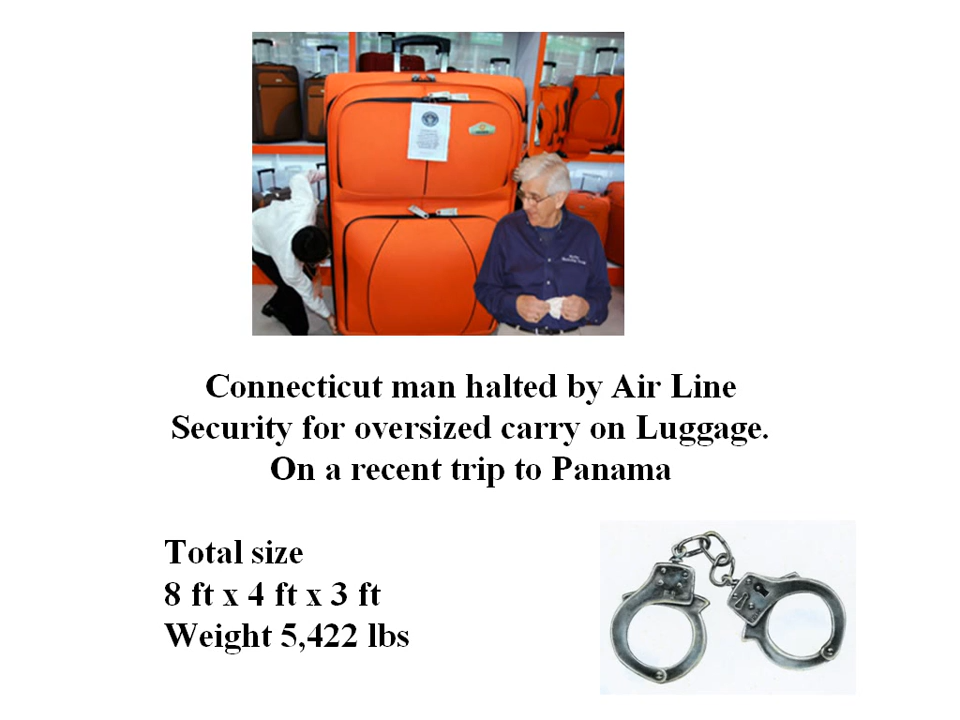 Connecticut man halted by Air Line
Security for oversized carry on Luggage.
On a recent trip to Panama
Total size
8 ft x 4 ft x 3 ft
Weight 5,422 lbs